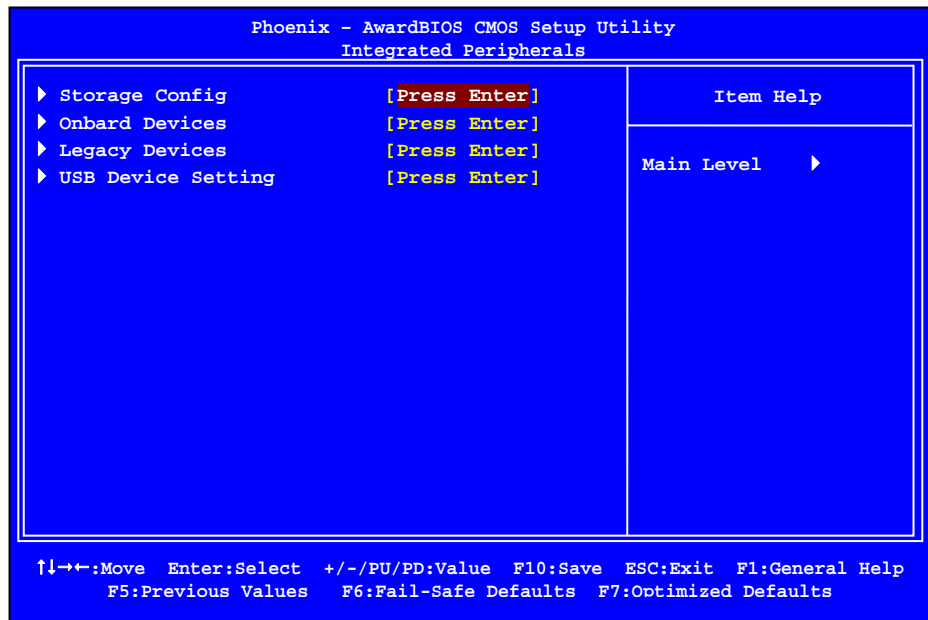 Phoenix – AwardBIOS CMOS Setup Utility
Integrated Peripherals
Storage Config [Press Enter]
Onbard Devices [Press Enter]
Legacy Devices [Press Enter]
USB Device Setting [Press Enter]
Item Help
Main Level
↑↓→←:Move Enter:Select +/-/PU/PD:Value F10:Save ESC:Exit F1:General Help
F5:Previous Values F6:Fail-Safe Defaults F7:Optimized Defaults